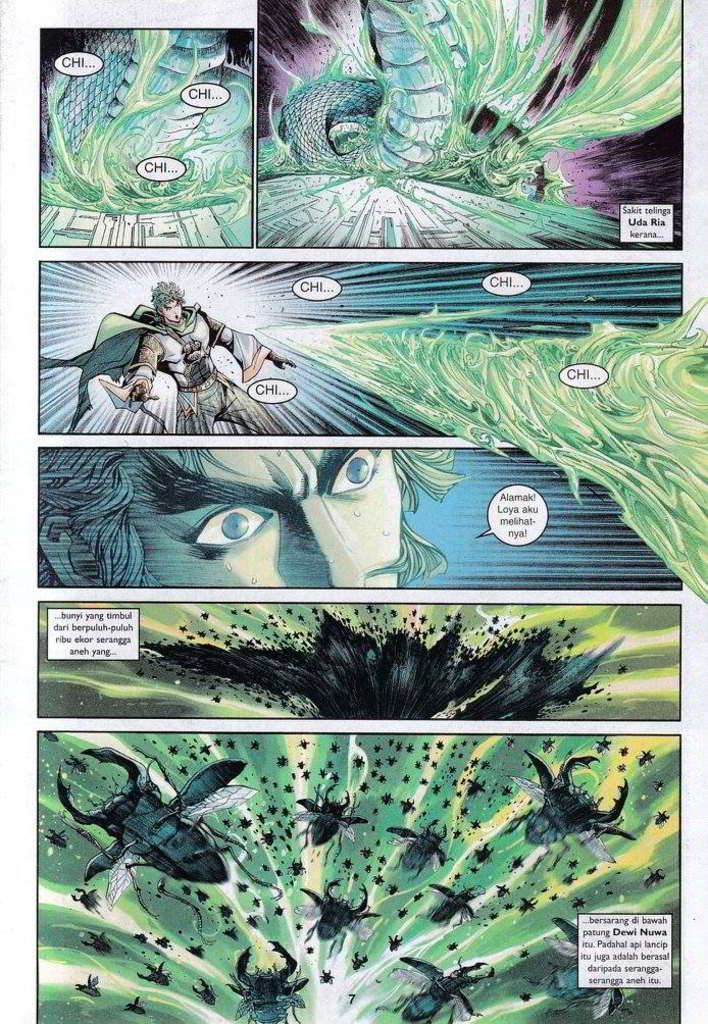 CHI...
CHI...
CHI...
Sakit telinga
Uda Ria
kerana...
CHI...
CHI...
CHI...
CHI...
Alamak!
Loya aku
melihat-
nya!
...bunyi yang timbul
dari berpuluh-puluh
ribu ekor serangga
aneh yang...
...bersarang di bawah
patung Dewi Nuwa
itu. Padahal api lancip
itu juga adalah berasal
daripada serangga-
serangga aneh itu.
7